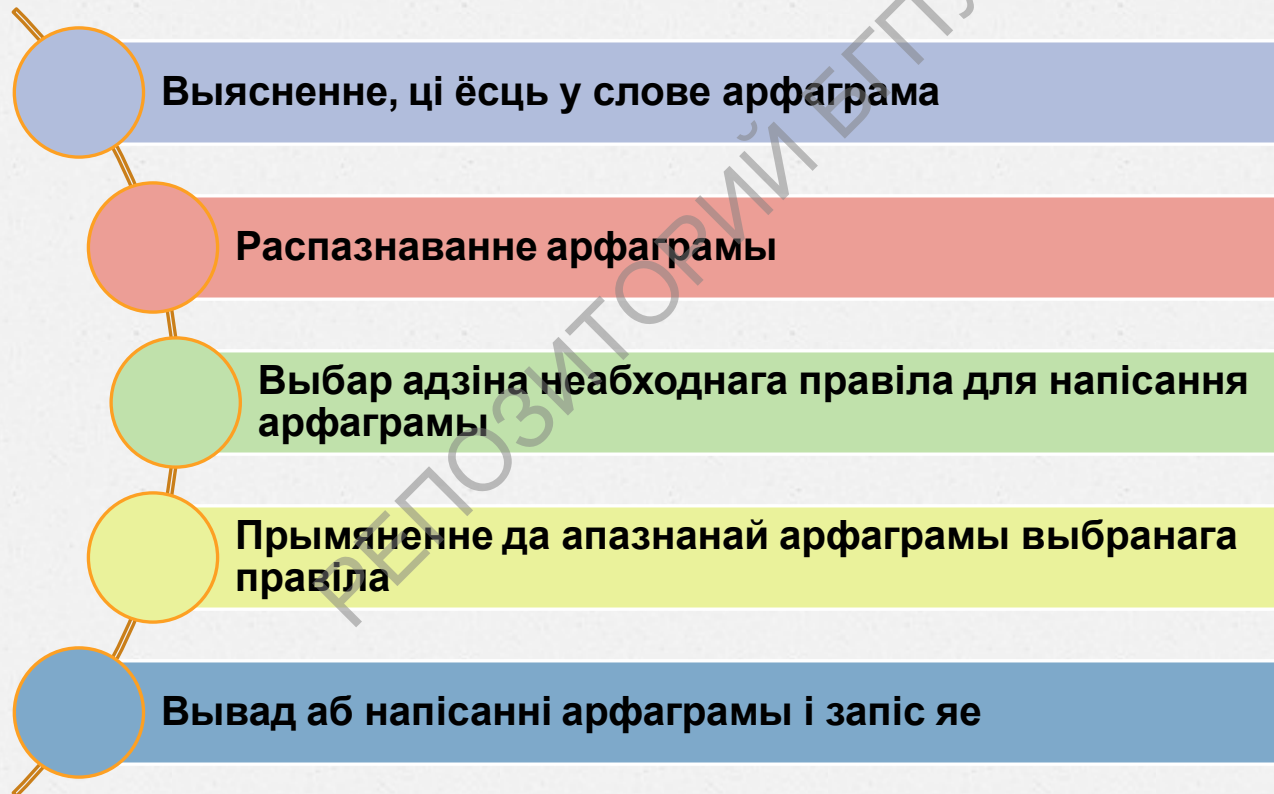 Выясненне, ці ёсць у слове арфаграма
Распазнаванне арфаграмы
Выбар адзіна неабходнага правіла для напісання
арфаграмы
Прымяненне да апазнанай арфаграмы выбранага
правіла
Вывад аб напісанні арфаграмы і запіс яе
РЕПОЗИТОРИЙ БГПУ